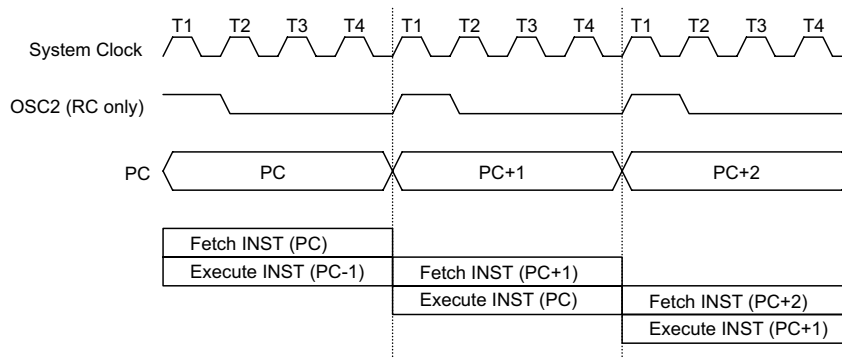 T1 T2 T3 T4 T1 T2 T3 T4 T1 T2 T3 T4
System Clock
OSC2 (RC only)
PC PC PC+1 PC+2
Fetch INST (PC)
Execute INST (PC-1) Fetch INST (PC+1)
Execute INST (PC) Fetch INST (PC+2)
Execute INST (PC+1)